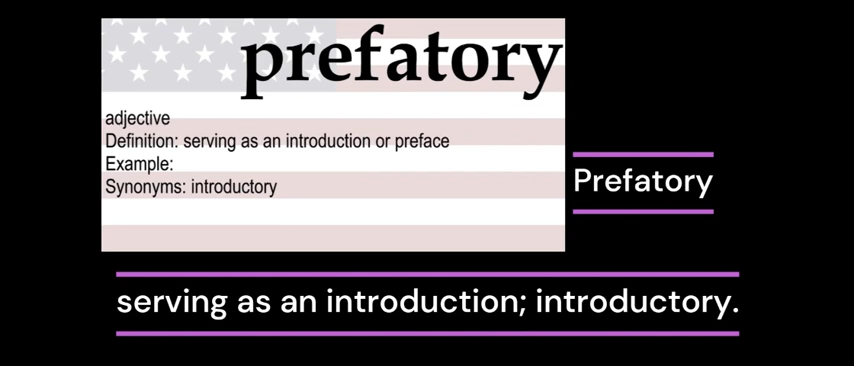 prefatory
adjective
Definition: serving as an introduction or preface
Example:
Synonyms: introductory
Prefatory
serving as an introduction; introductory.